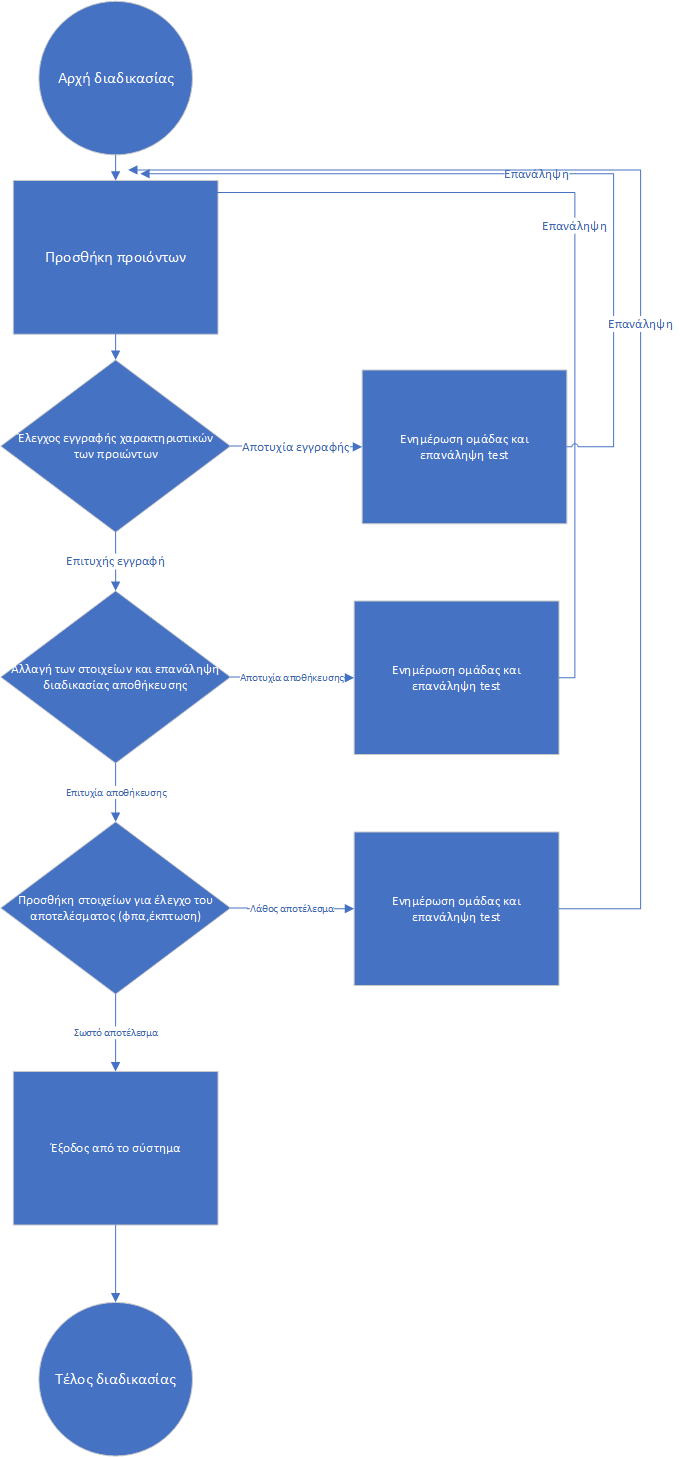 Αρχή διαδικασίας
Επανάληψη
Επανάληψη
Προσθήκη προιόντων
Επανάληψη
Έλεγχος εγγραφής χαρακτηριστικών
των προιώντων
Αποτυχία εγγραφής
Ενημέρωση ομάδας και
επανάληψη test
Επιτυχής εγγραφή
Αλλαγή των στοιχείων και επανάληψη
διαδικασίας αποθήκευσης
Αποτυχία αποθήκευσης
Ενημέρωση ομάδας και
επανάληψη test
Επιτυχία αποθήκευσης
Προσθήκη στοιχείων για έλεγχο του
αποτελέσματος (φπα,έκπτωση)
Λάθος αποτέλεσμα
Ενημέρωση ομάδας και
επανάληψη test
Σωστό αποτέλεσμα
Έξοδος από το σύστημα
Τέλος διαδικασίας